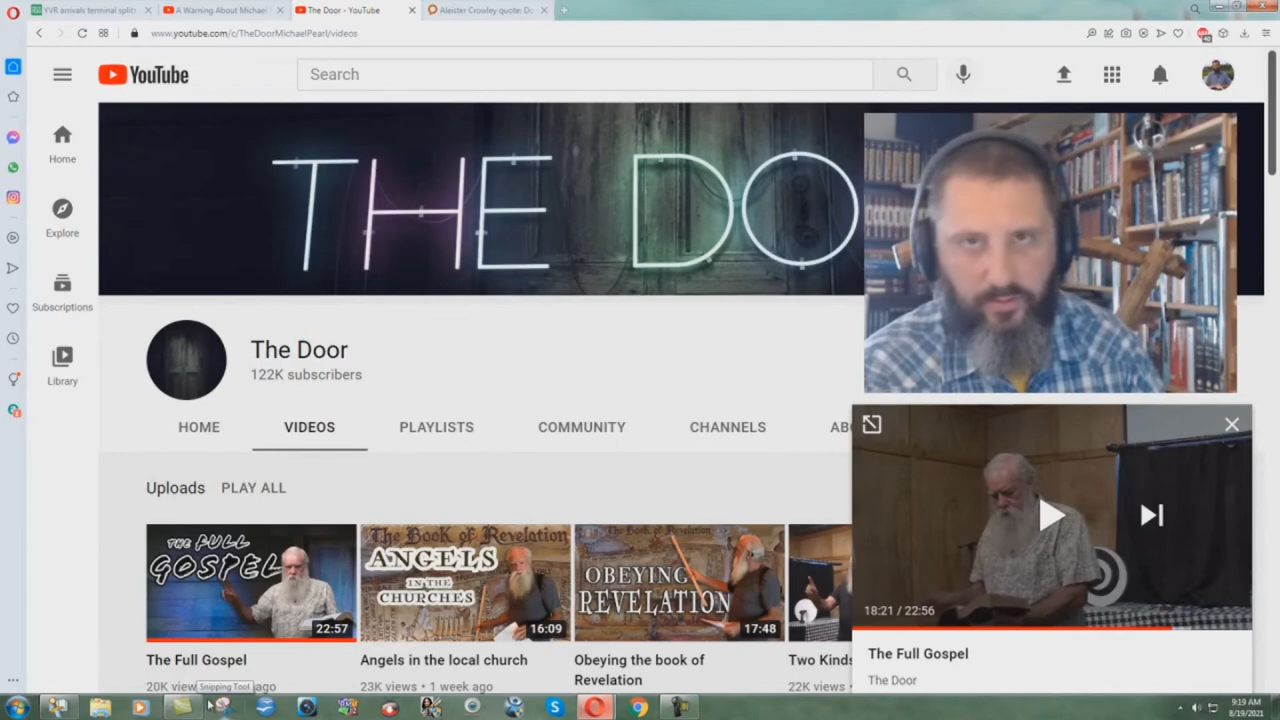 YVR arrivals terminal splits
A Warning About Michael
The Door - YouTube
Aleister Crowley quote: Do
www.youtube.com/c/TheDoorMichaelPearl/videos
40
YouTube
Search
Home
Explore
Subscriptions
Library
THE DO
The Door
122K subscribers
HOME
VIDEOS
PLAYLISTS
COMMUNITY
CHANNELS
AB
Uploads
PLAY ALL
THE FULL
GOSPEL
22:57
The Full Gospel
20K view
ago
The Book of Revelation
ANGELS
IN THE
CHURCHES
16:09
Angels in the local church
23K views • 1 week ago
The Book of Revelation
OBEYING
REVELATION
17:48
Obeying the book of
Revelation
Two Kinds
22K views
18:21 / 22:56
The Full Gospel
The Door
Snipping Tool
9:19 AM
8/19/2021